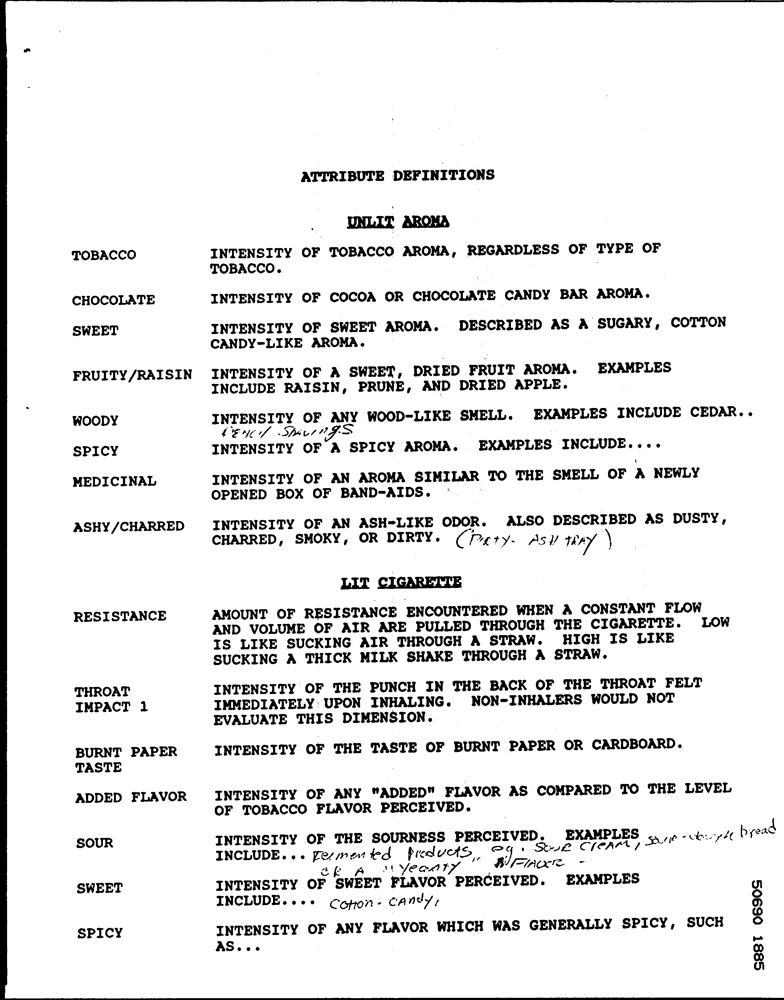 ATTRIBUTE DEFINITIONS
UNLIT AROMA
TOBACCO INTENSITY OF TOBACCO AROMA, REGARDLESS OF TYPE OF
TOBACCO.
CHOCOLATE INTENSITY OF COCOA OR CHOCOLATE CANDY BAR AROMA.
SWEET INTENSITY OF SWEET AROMA. DESCRIBED AS A SUGARY, COTTON
CANDY-LIKE AROMA.
FRUITY/RAISIN INTENSITY OF A SWEET, DRIED FRUIT AROMA. EXAMPLES
INCLUDE RAISIN, PRUNE, AND DRIED APPLE.
WOODY INTENSITY OF ANY WOOD-LIKE SMELL. EXAMPLES INCLUDE CEDAR..
Pencil Shavings
SPICY INTENSITY OF A SPICY AROMA. EXAMPLES INCLUDE....
MEDICINAL INTENSITY OF AN AROMA SIMILAR TO THE SMELL OF A NEWLY
OPENED BOX OF BAND-AIDS.
ASHY/CHARRED INTENSITY OF AN ASH-LIKE ODOR. ALSO DESCRIBED AS DUSTY,
CHARRED, SMOKY, OR DIRTY. (Dirty- ASH TRAY)
LIT CIGARETTE
RESISTANCE AMOUNT OF RESISTANCE ENCOUNTERED WHEN A CONSTANT FLOW
AND VOLUME OF AIR ARE PULLED THROUGH THE CIGARETTE. LOW
IS LIKE SUCKING AIR THROUGH A STRAW. HIGH IS LIKE
SUCKING A THICK MILK SHAKE THROUGH A STRAW.
THROAT INTENSITY OF THE PUNCH IN THE BACK OF THE THROAT FELT
IMPACT 1 IMMEDIATELY UPON INHALING. NON-INHALERS WOULD NOT
EVALUATE THIS DIMENSION.
BURNT PAPER INTENSITY OF THE TASTE OF BURNT PAPER OR CARDBOARD.
TASTE
ADDED FLAVOR INTENSITY OF ANY "ADDED" FLAVOR AS COMPARED TO THE LEVEL
OF TOBACCO FLAVOR PERCEIVED.
SOUR INTENSITY OF THE SOURNESS PERCEIVED. EXAMPLES
INCLUDE... Fermented Products, eg. Sour Cream, Sour-dough bread
or A "Yeasty" Flavor -
SWEET INTENSITY OF SWEET FLAVOR PERCEIVED. EXAMPLES
INCLUDE.... Cotton-Candy,
SPICY INTENSITY OF ANY FLAVOR WHICH WAS GENERALLY SPICY, SUCH
AS...
50690 1885